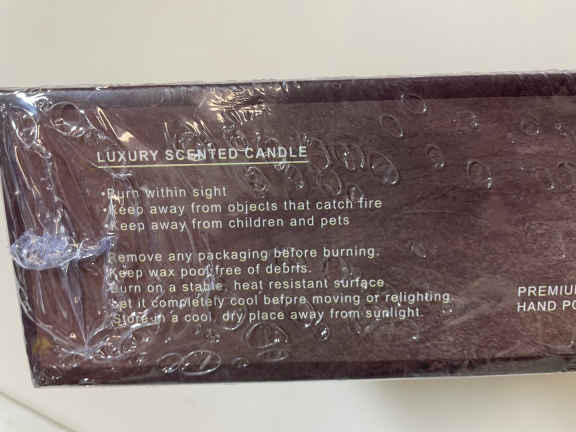 LUXURY SCENTED CANDLE
•Burn within sight
•Keep away from objects that catch fire
•Keep away from children and pets
Remove any packaging before burning.
Keep wax pool free of debris.
Burn on a stable, heat resistant surface
Let it completely cool before moving or relighting.
Store in a cool, dry place away from sunlight.
PREMIUM
HAND PO